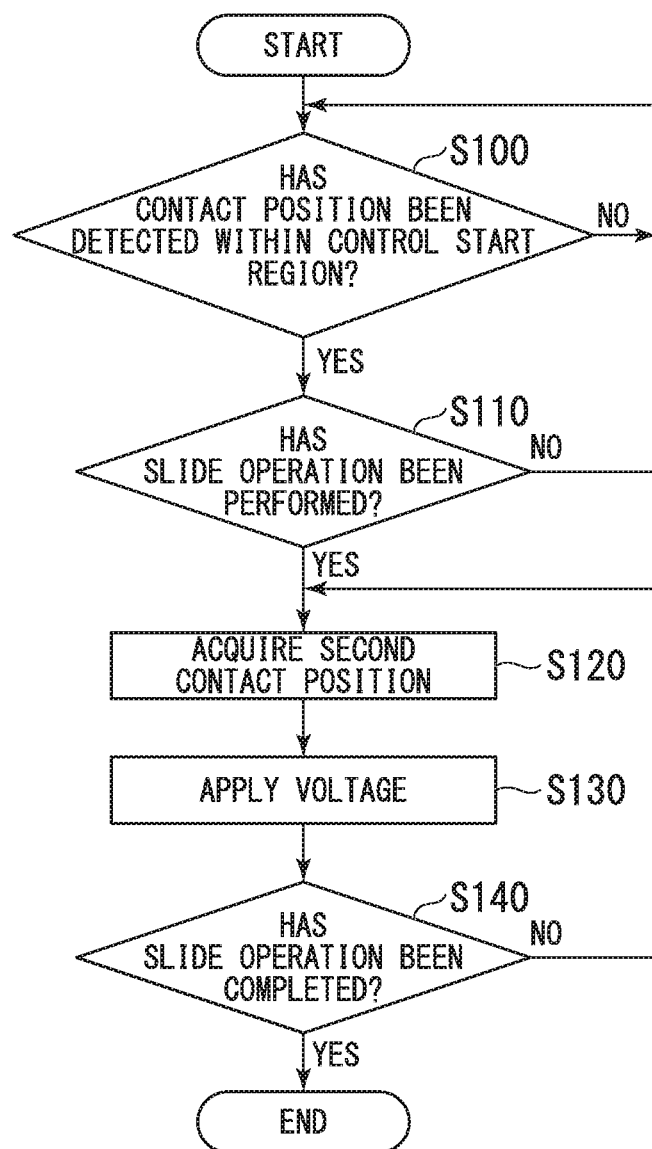 START
S100
HAS
CONTACT POSITION BEEN
DETECTED WITHIN CONTROL START
REGION?
NO
YES
S110
HAS
SLIDE OPERATION BEEN
PERFORMED?
NO
YES
ACQUIRE SECOND
CONTACT POSITION
S120
APPLY VOLTAGE
S130
S140
HAS
SLIDE OPERATION BEEN
COMPLETED?
NO
YES
END